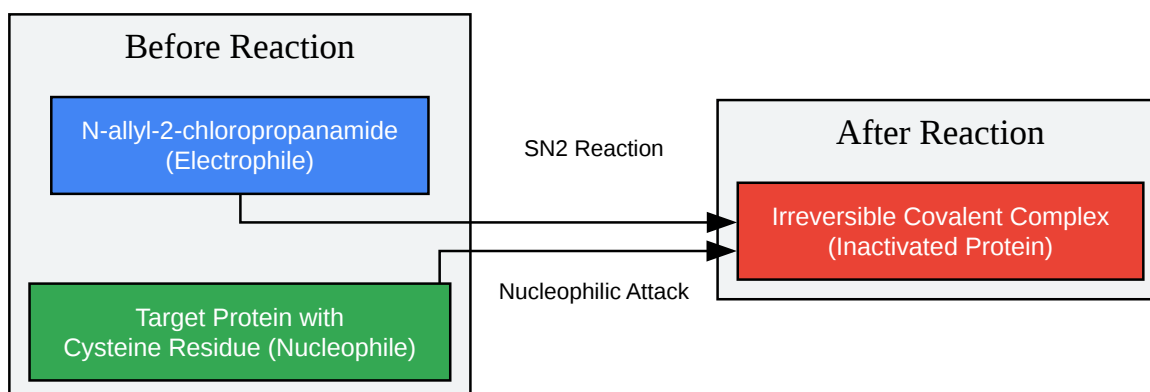 Before Reaction
N-allyl-2-chloropropanamide
(Electrophile)
Target Protein with
Cysteine Residue (Nucleophile)
SN2 Reaction
Nucleophilic Attack
After Reaction
Irreversible Covalent Complex
(Inactivated Protein)